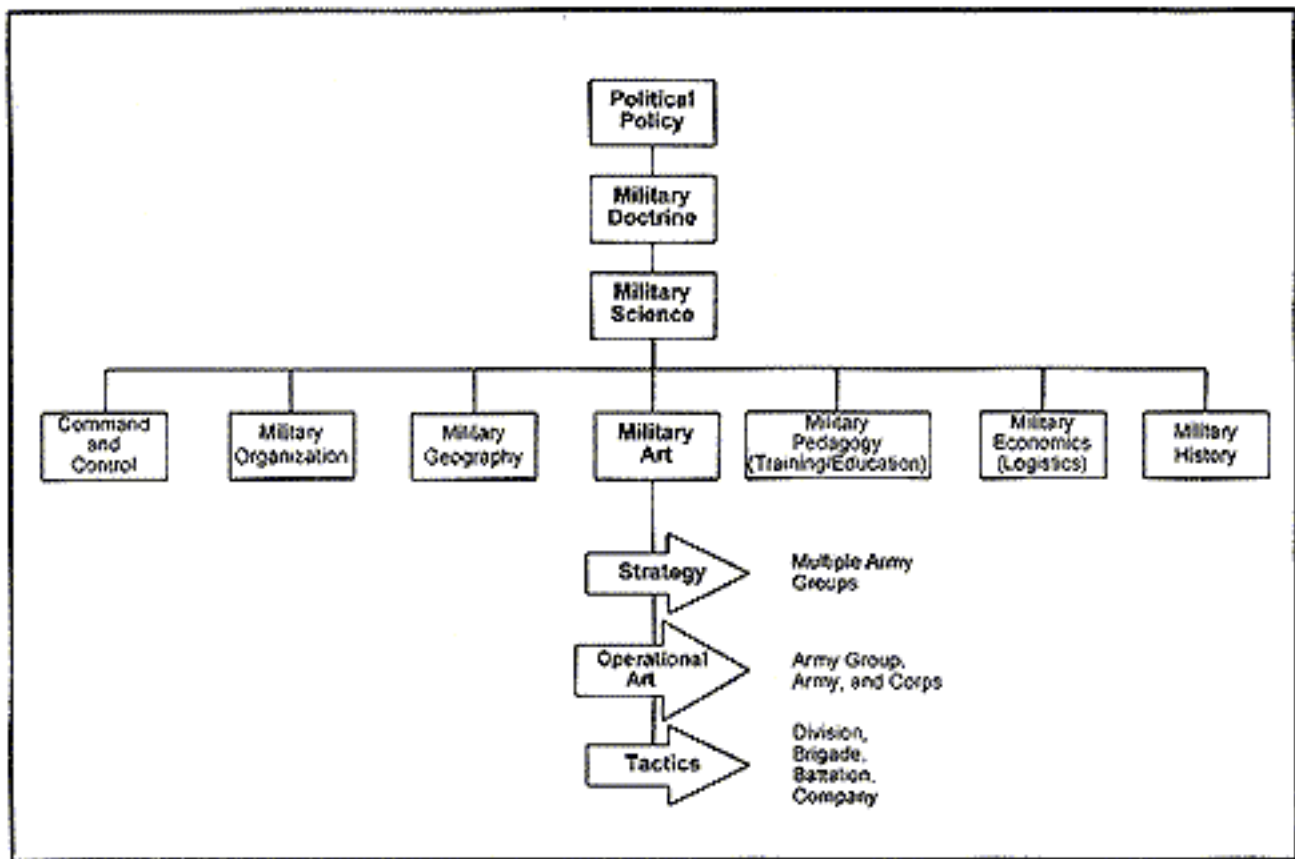 Political
Policy
Military
Doctrine
Military
Science
Command
and
Control
Military
Organization
Military
Geography
Military
Art
Military
Pedagogy
(Training/Education)
Military
Economics
(Logistics)
Military
History
Strategy
Multiple Army
Groups
Operational
Art
Army Group,
Army, and Corps
Tactics
Division,
Brigade,
Battalion,
Company